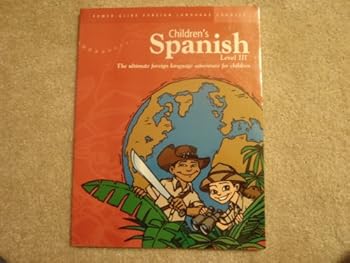 POWER-GLIDE FOREIGN LANGUAGE COURSES
Children's
Spanish
Level III
The ultimate foreign language adventure for children